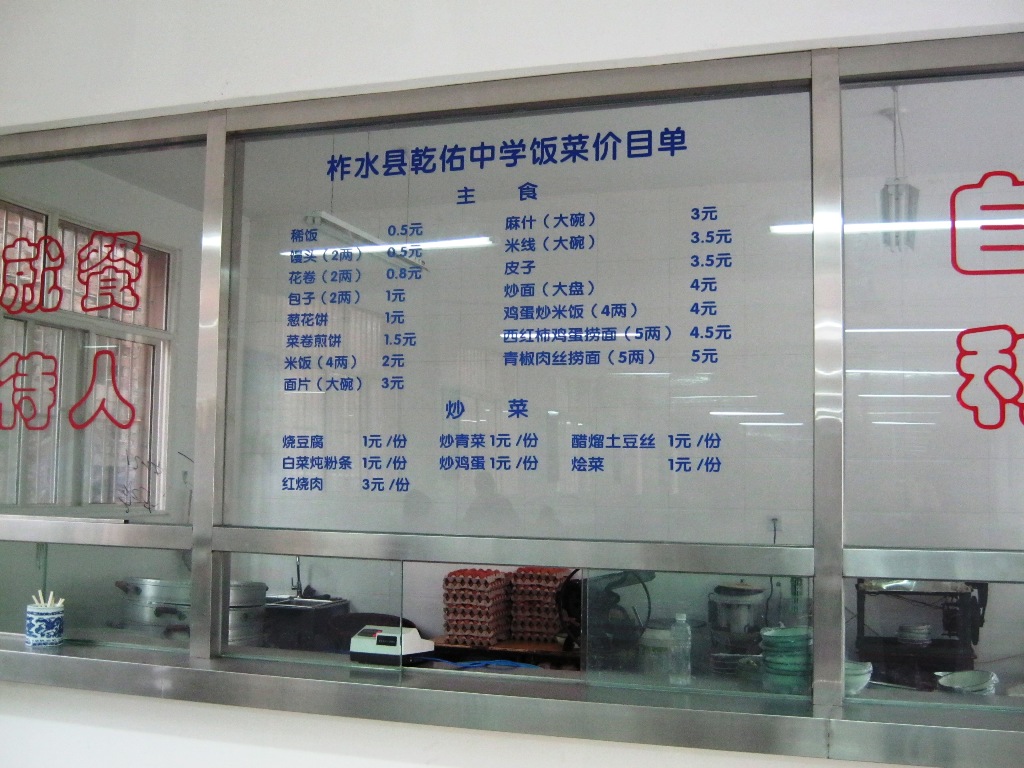 柞水县乾佑中学饭菜价目单
主 食
稀饭 0.5元
馒头（2两） 0.5元
花卷（2两） 0.8元
包子（2两） 1元
葱花饼 1元
菜卷煎饼 1.5元
米饭（4两） 2元
面片（大碗） 3元
麻什（大碗） 3元
米线（大碗） 3.5元
皮子 3.5元
炒面（大盘） 4元
鸡蛋炒米饭（4两） 4元
西红柿鸡蛋捞面（5两） 4.5元
青椒肉丝捞面（5两） 5元
炒 菜
烧豆腐 1元/份 炒青菜 1元/份 醋熘土豆丝 1元/份
白菜炖粉条 1元/份 炒鸡蛋 1元/份 烩菜 1元/份
红烧肉 3元/份
就餐
待人
自